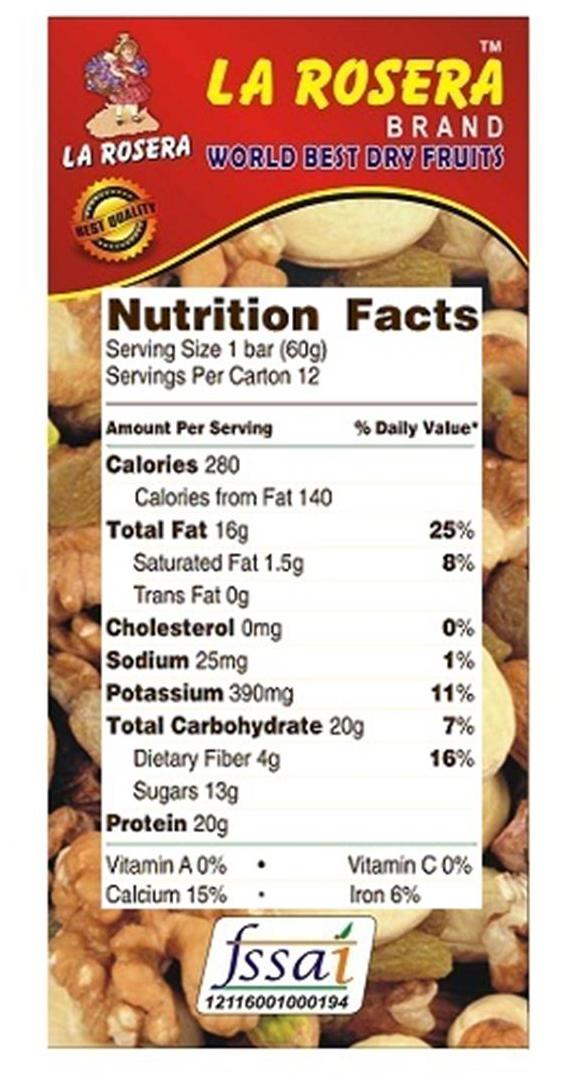 TM
LA ROSERA
BRAND
LA ROSERA
WORLD BEST DRY FRUITS
BEST QUALITY
Nutrition Facts
Serving Size 1 bar (60g)
Servings Per Carton 12
Amount Per Serving % Daily Value*
Calories 280
Calories from Fat 140
Total Fat 16g 25%
Saturated Fat 1.5g 8%
Trans Fat 0g
Cholesterol 0mg 0%
Sodium 25mg 1%
Potassium 390mg 11%
Total Carbohydrate 20g 7%
Dietary Fiber 4g 16%
Sugars 13g
Protein 20g
Vitamin A 0% • Vitamin C 0%
Calcium 15% • Iron 6%
fssai
12116001000194